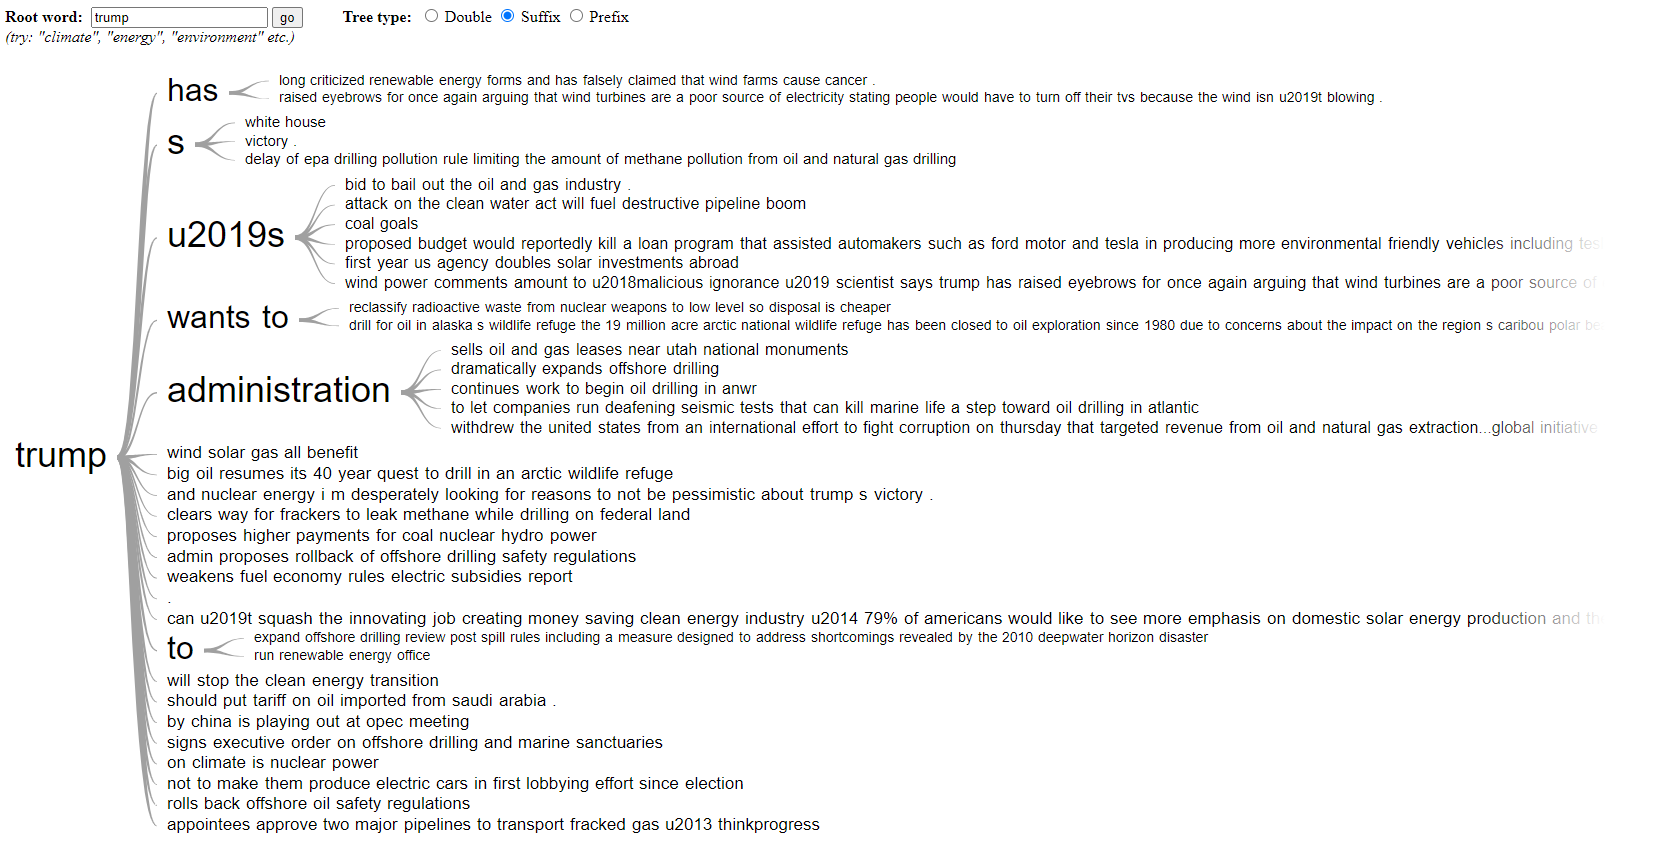 Root word: trump go Tree type: Double Suffix Prefix
(try: "climate", "energy", "environment" etc.)
trump
has
long criticized renewable energy forms and has falsely claimed that wind farms cause cancer .
raised eyebrows for once again arguing that wind turbines are a poor source of electricity stating people would have to turn off their tvs because the wind isn u2019t blowing .
s
white house
victory .
delay of epa drilling pollution rule limiting the amount of methane pollution from oil and natural gas drilling
u2019s
bid to bail out the oil and gas industry .
attack on the clean water act will fuel destructive pipeline boom
coal goals
proposed budget would reportedly kill a loan program that assisted automakers such as ford motor and tesla in producing more environmental friendly vehicles including
first year us agency doubles solar investments abroad
wind power comments amount to u2018malicious ignorance u2019 scientist says trump has raised eyebrows for once again arguing that wind turbines are a poor source of
wants to
reclassify radioactive waste from nuclear weapons to low level so disposal is cheaper
drill for oil in alaska s wildlife refuge the 19 million acre arctic national wildlife refuge has been closed to oil exploration since 1980 due to concerns about the impact on the region s caribou polar
administration
sells oil and gas leases near utah national monuments
dramatically expands offshore drilling
continues work to begin oil drilling in anwr
to let companies run deafening seismic tests that can kill marine life a step toward oil drilling in atlantic
withdrew the united states from an international effort to fight corruption on thursday that targeted revenue from oil and natural gas extraction...global initiative
wind solar gas all benefit
big oil resumes its 40 year quest to drill in an arctic wildlife refuge
and nuclear energy i m desperately looking for reasons to not be pessimistic about trump s victory .
clears way for frackers to leak methane while drilling on federal land
proposes higher payments for coal nuclear hydro power
admin proposes rollback of offshore drilling safety regulations
weakens fuel economy rules electric subsidies report
.
can u2019t squash the innovating job creating money saving clean energy industry u2014 79% of americans would like to see more emphasis on domestic solar energy production and
to
expand offshore drilling review post spill rules including a measure designed to address shortcomings revealed by the 2010 deepwater horizon disaster
run renewable energy office
will stop the clean energy transition
should put tariff on oil imported from saudi arabia .
by china is playing out at opec meeting
signs executive order on offshore drilling and marine sanctuaries
on climate is nuclear power
not to make them produce electric cars in first lobbying effort since election
rolls back offshore oil safety regulations
appointees approve two major pipelines to transport fracked gas u2013 thinkprogress